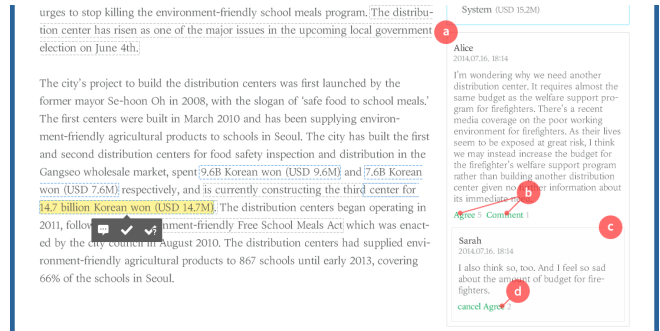 urges to stop killing the environment-friendly school meals program. The distribu-
tion center has risen as one of the major issues in the upcoming local government
election on June 4th.
The city's project to build the distribution centers was first launched by the
former mayor Se-hoon Oh in 2008, with the slogan of 'safe food to school meals.'
The first centers were built in March 2010 and has been supplying environ-
ment-friendly agricultural products to schools in Seoul. The city has built the first
and second distribution centers for food safety inspection and distribution in the
Gangseo wholesale market, spent 9.6B Korean won (USD 9.6M) and 7.6B Korean
won (USD 7.6M) respectively, and is currently constructing the third center for
14.7 billion Korean won (USD 14.7M). The distribution centers began operating in
2011, follow nment-friendly Free School Meals Act which was enact-
ed by the city council in August 2010. The distribution centers had supplied envi-
ronment-friendly agricultural products to 867 schools until early 2013, covering
66% of the schools in Seoul.
System (USD 15.2M)
a
Alice
2014.07.16. 18:14
I'm wondering why we need another
distribution center. It requires almost the
same budget as the welfare support pro-
gram for firefighters. There's a recent
media coverage on the poor working
environment for firefighters. As their lives
seem to be exposed at great risk, I think
we may instead increase the budget for
the firefighter's welfare support program
rather than building another distribution
center given no other information about
its immediate
b
Agree 5 Comment 1
c
Sarah
2014.07.16. 18:14
I also think so, too. And I feel so sad
about the amount of budget for fire-
fighters.
d
cancel Agree 2